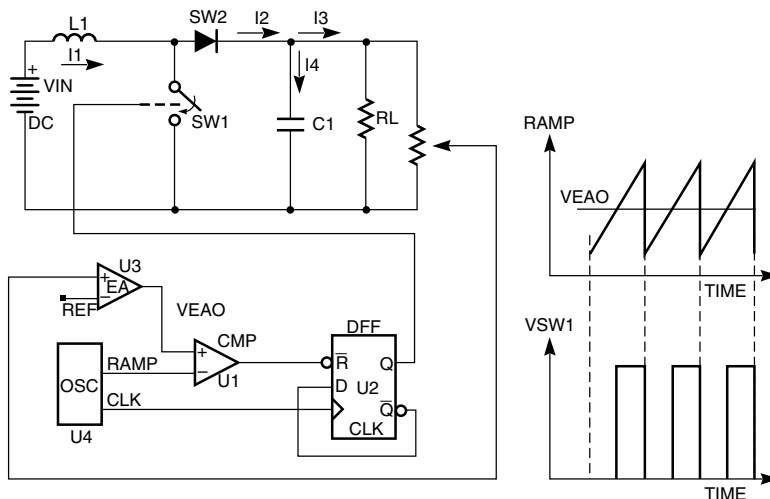 L1
SW2
I2
I3
I1
I4
+
VIN
DC
SW1
C1
RL
RAMP
VEAO
TIME
U3
+
EA
−
REF
VEAO
DFF
CMP
+
−
U1
R
Q
D
U2
Q
CLK
RAMP
OSC
CLK
U4
VSW1
TIME